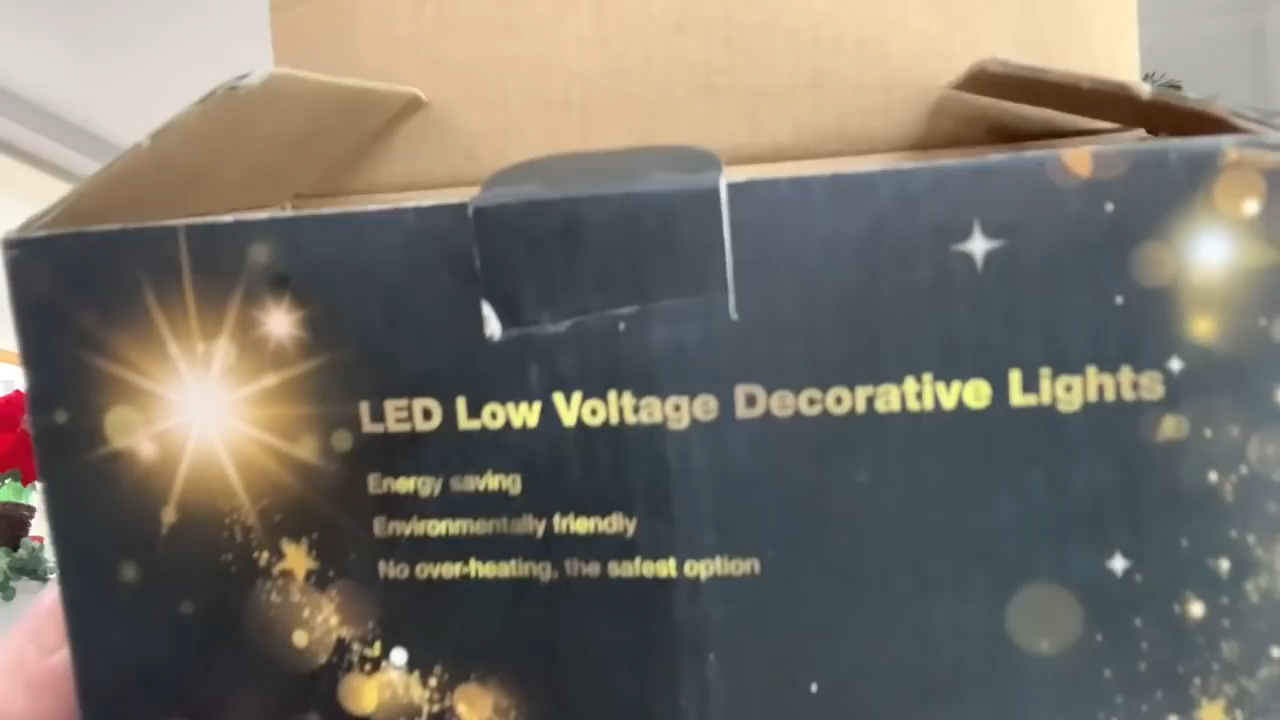 LED Low Voltage Decorative Lights
Energy saving
Environmentally friendly
No over-heating, the safest option